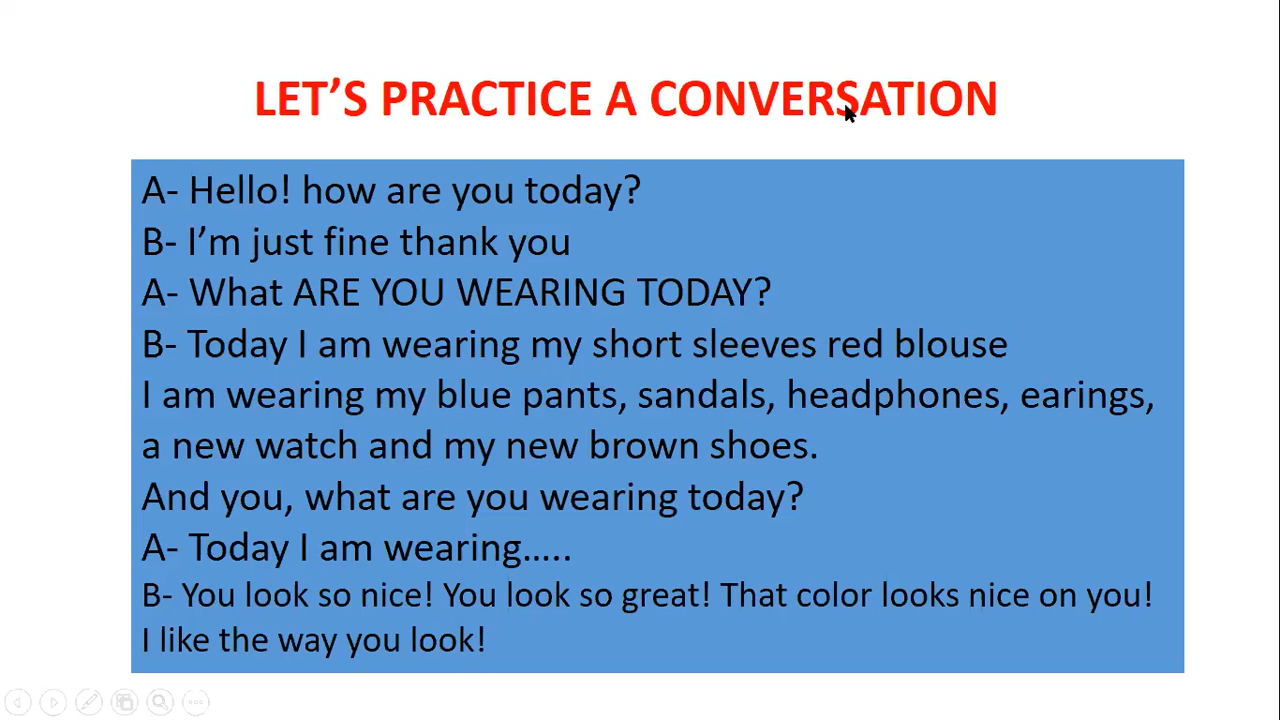 LET’S PRACTICE A CONVERSATION
A- Hello! how are you today?
B- I’m just fine thank you
A- What ARE YOU WEARING TODAY?
B- Today I am wearing my short sleeves red blouse
I am wearing my blue pants, sandals, headphones, earings,
a new watch and my new brown shoes.
And you, what are you wearing today?
A- Today I am wearing…..
B- You look so nice! You look so great! That color looks nice on you!
I like the way you look!